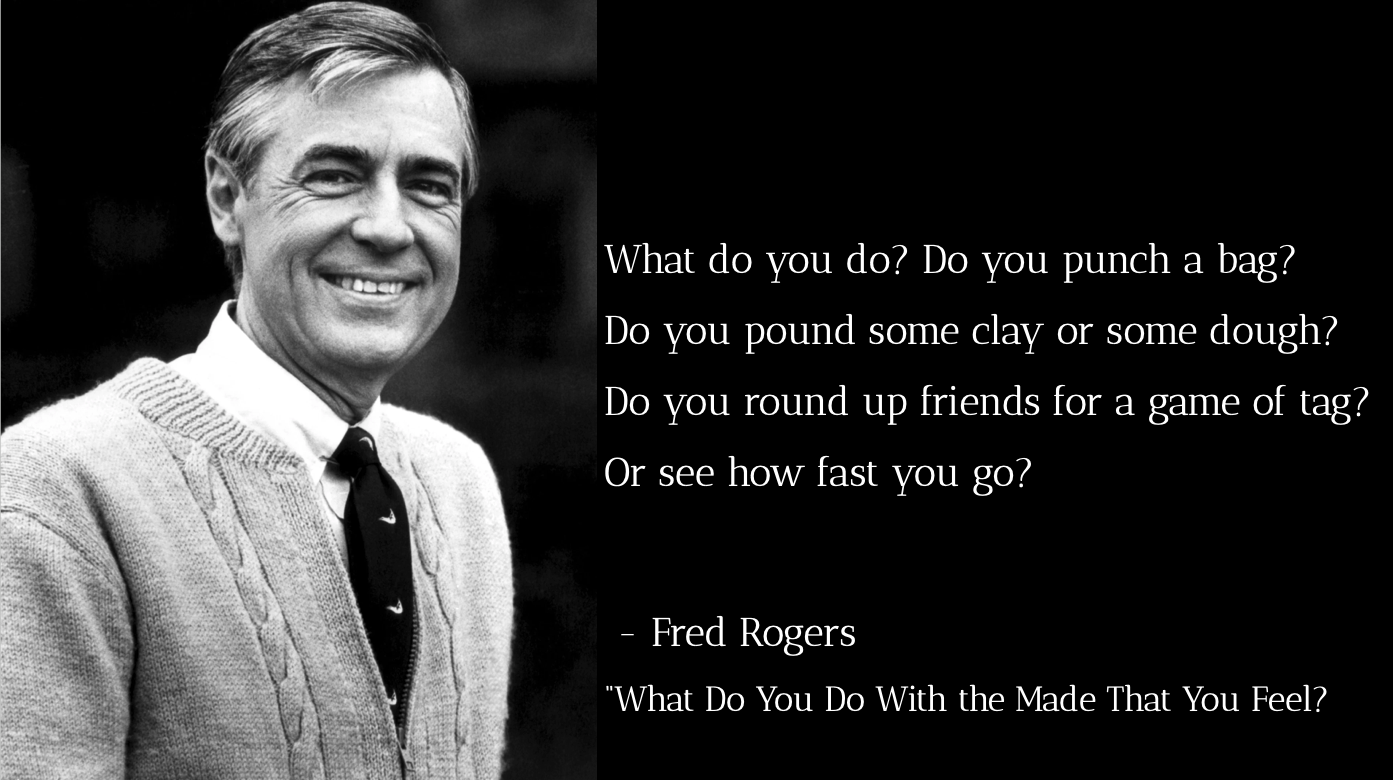 What do you do? Do you punch a bag?
Do you pound some clay or some dough?
Do you round up friends for a game of tag?
Or see how fast you go?
- Fred Rogers
"What Do You Do With the Made That You Feel?